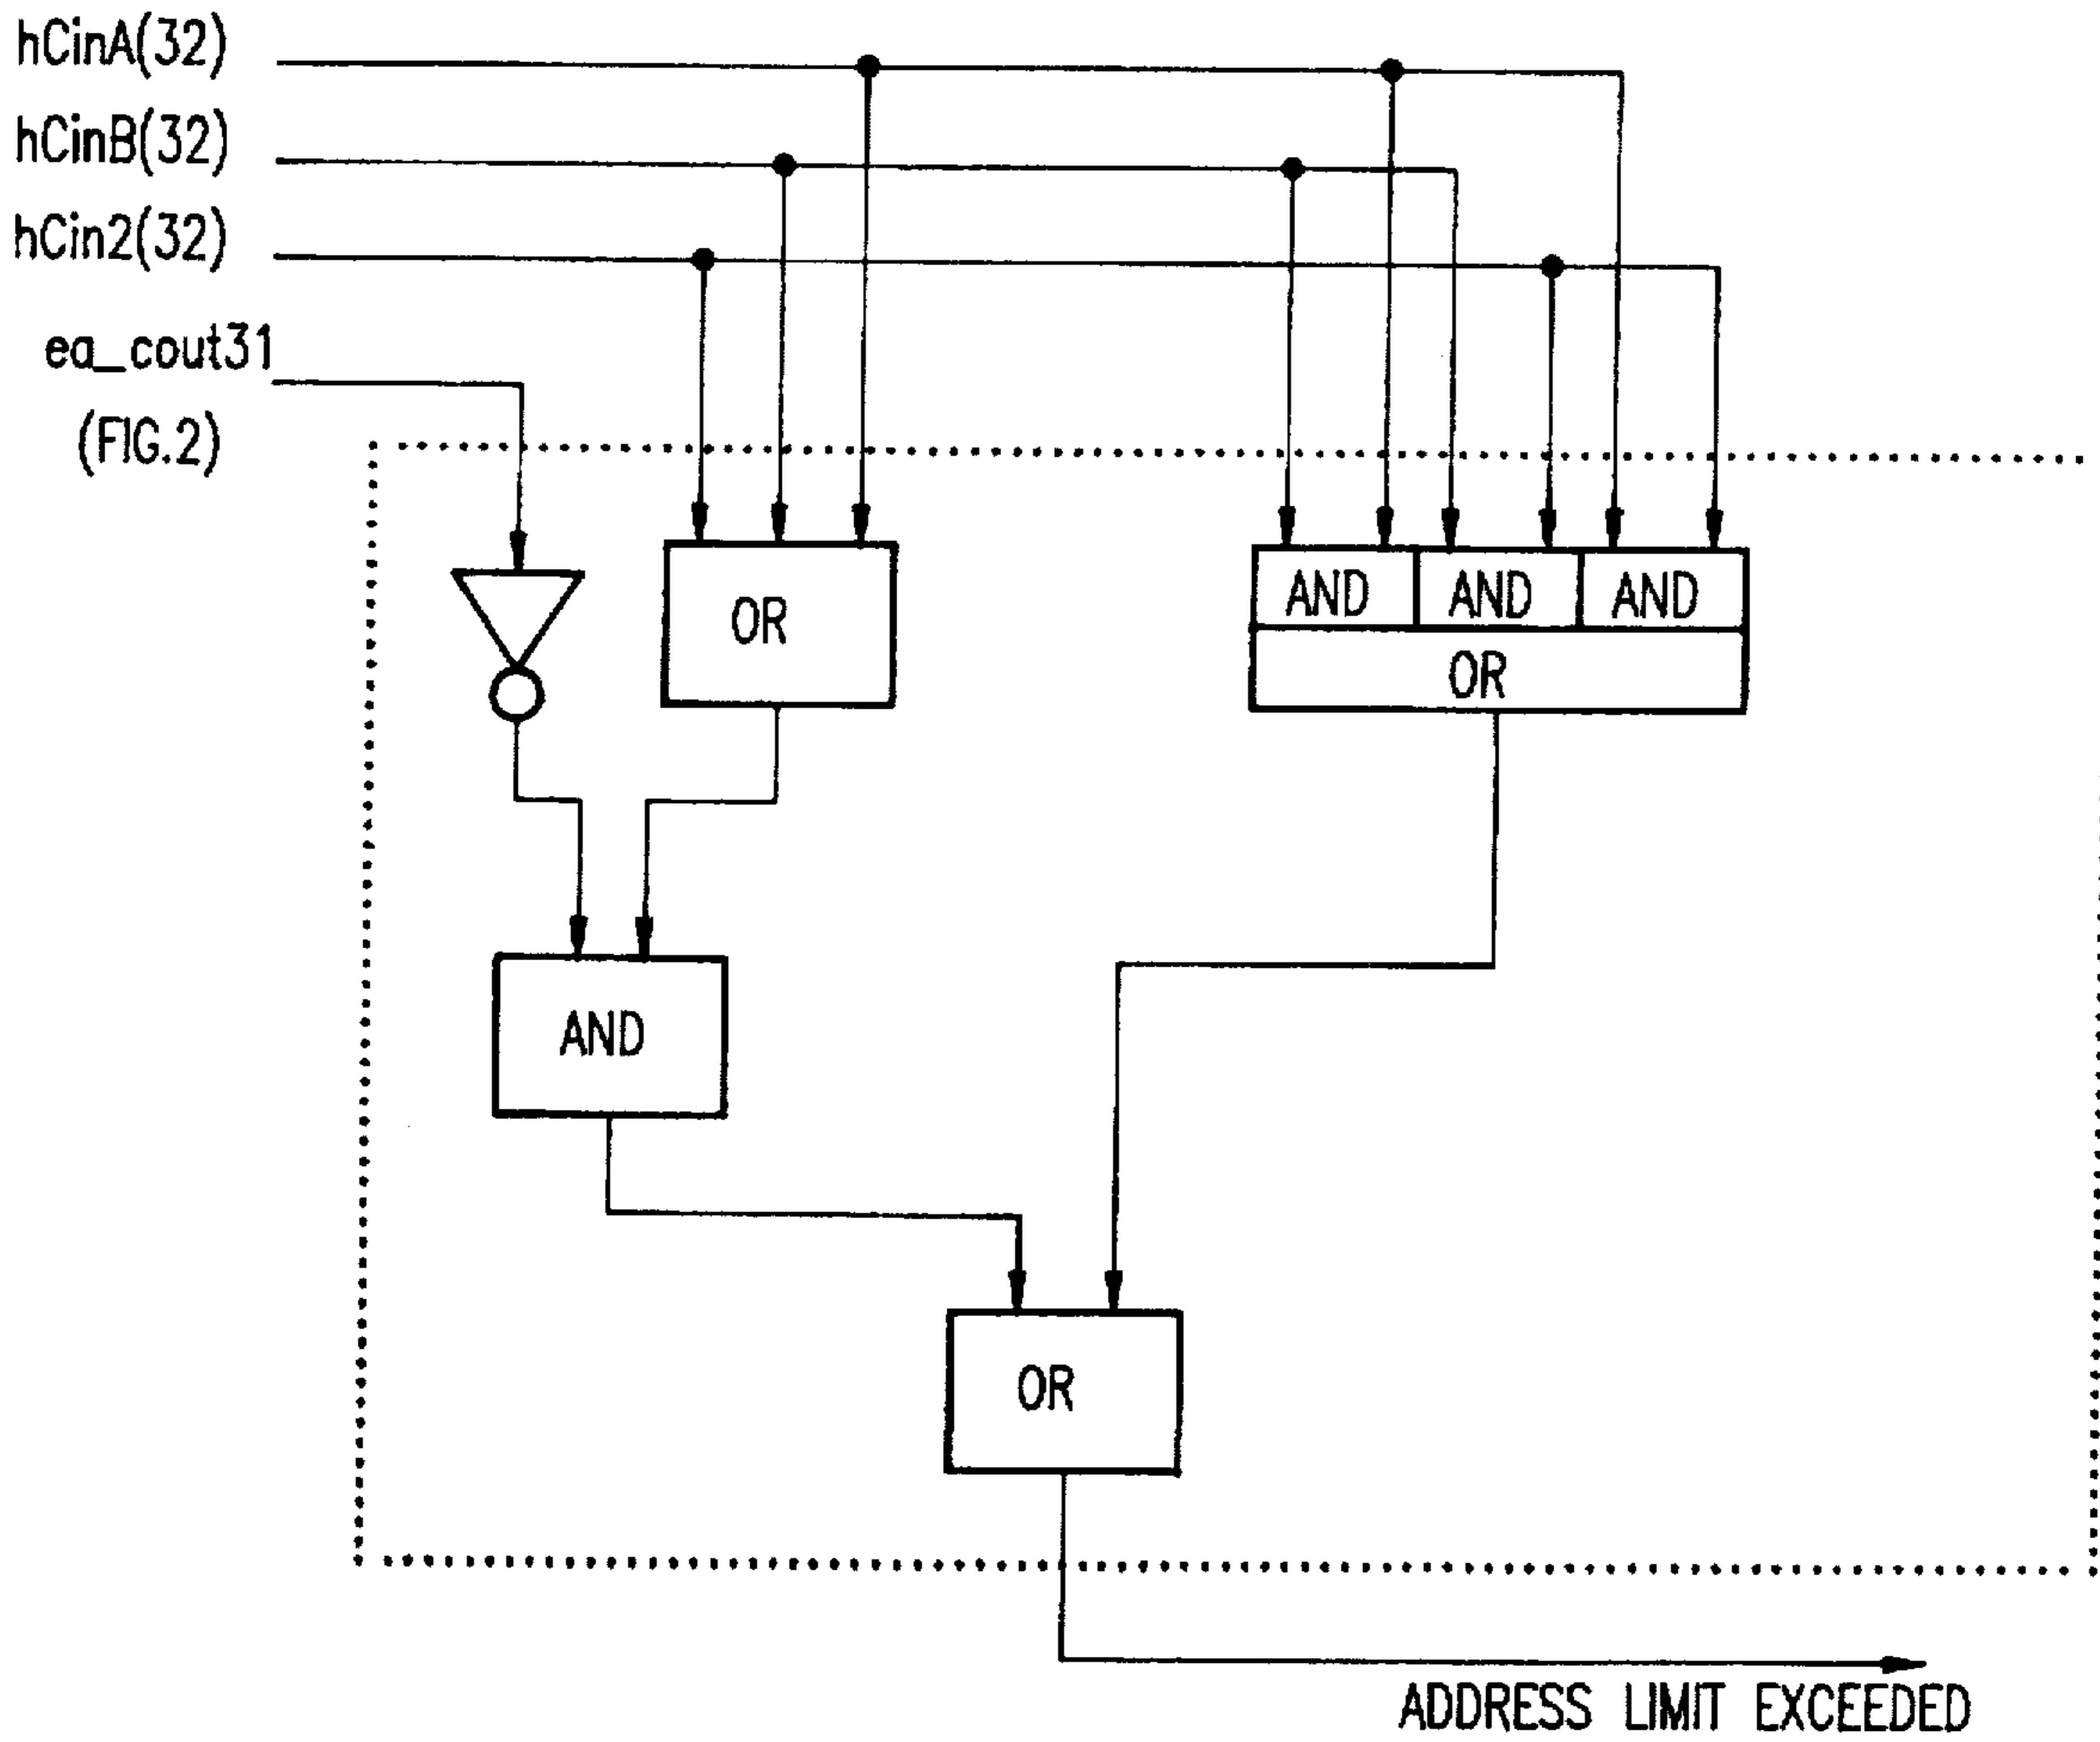 hCinA(32)
hCinB(32)
hCin2(32)
ea_cout31
(FIG.2)
OR
AND AND AND
OR
AND
OR
ADDRESS LIMIT EXCEEDED